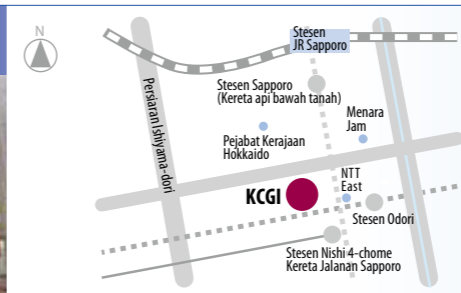 N
Stesen
JR Sapporo
Stesen Sapporo
(Kereta api bawah tanah)
Persiaran Ishiyama-dori
Menara
Jam
Pejabat Kerajaan
Hokkaido
KCGI
NTT
East
Stesen Odori
Stesen Nishi 4-chome
Kereta Jalanan Sapporo